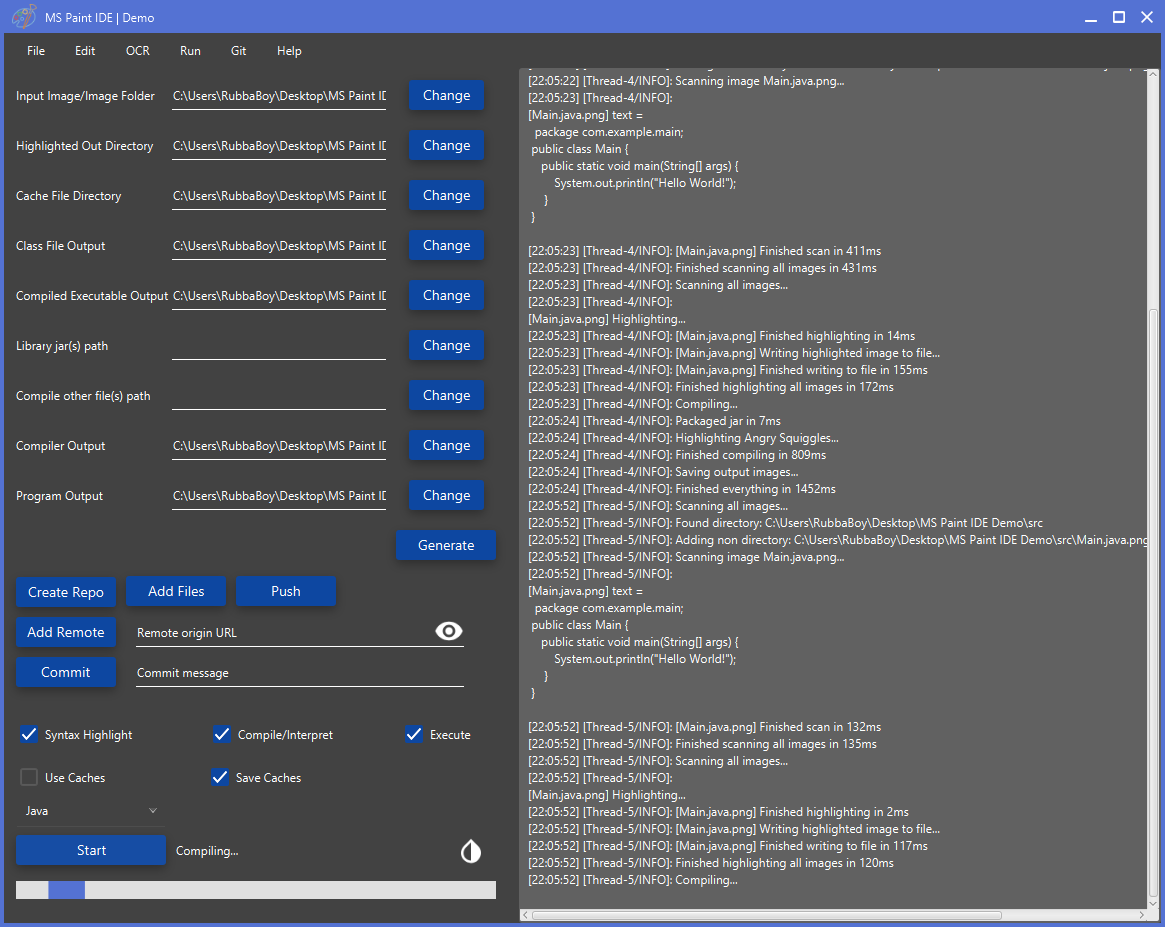 MS Paint IDE | Demo
File Edit OCR Run Git Help
Input Image/Image Folder C:\Users\RubbaBoy\Desktop\MS Paint ID Change
Highlighted Out Directory C:\Users\RubbaBoy\Desktop\MS Paint ID Change
Cache File Directory C:\Users\RubbaBoy\Desktop\MS Paint ID Change
Class File Output C:\Users\RubbaBoy\Desktop\MS Paint ID Change
Compiled Executable Output C:\Users\RubbaBoy\Desktop\MS Paint ID Change
Library jar(s) path Change
Compile other file(s) path Change
Compiler Output C:\Users\RubbaBoy\Desktop\MS Paint ID Change
Program Output C:\Users\RubbaBoy\Desktop\MS Paint ID Change
Generate
Create Repo Add Files Push
Add Remote Remote origin URL
Commit Commit message
Syntax Highlight Compile/Interpret Execute
Use Caches Save Caches
Java
Start Compiling...
[22:05:22] [Thread-4/INFO]: Scanning image Main.java.png...
[22:05:23] [Thread-4/INFO]:
[Main.java.png] text =
package com.example.main;
public class Main {
public static void main(String[] args) {
System.out.println("Hello World!");
}
}
[22:05:23] [Thread-4/INFO]: [Main.java.png] Finished scan in 411ms
[22:05:23] [Thread-4/INFO]: Finished scanning all images in 431ms
[22:05:23] [Thread-4/INFO]: Scanning all images...
[22:05:23] [Thread-4/INFO]:
[Main.java.png] Highlighting...
[22:05:23] [Thread-4/INFO]: [Main.java.png] Finished highlighting in 14ms
[22:05:23] [Thread-4/INFO]: [Main.java.png] Writing highlighted image to file...
[22:05:23] [Thread-4/INFO]: [Main.java.png] Finished writing to file in 155ms
[22:05:23] [Thread-4/INFO]: Finished highlighting all images in 172ms
[22:05:23] [Thread-4/INFO]: Compiling...
[22:05:24] [Thread-4/INFO]: Packaged jar in 7ms
[22:05:24] [Thread-4/INFO]: Highlighting Angry Squiggles...
[22:05:24] [Thread-4/INFO]: Finished compiling in 809ms
[22:05:24] [Thread-4/INFO]: Saving output images...
[22:05:24] [Thread-4/INFO]: Finished everything in 1452ms
[22:05:52] [Thread-5/INFO]: Scanning all images...
[22:05:52] [Thread-5/INFO]: Found directory: C:\Users\RubbaBoy\Desktop\MS Paint IDE Demo\src
[22:05:52] [Thread-5/INFO]: Adding non directory: C:\Users\RubbaBoy\Desktop\MS Paint IDE Demo\src\Main.java.png
[22:05:52] [Thread-5/INFO]: Scanning image Main.java.png...
[22:05:52] [Thread-5/INFO]:
[Main.java.png] text =
package com.example.main;
public class Main {
public static void main(String[] args) {
System.out.println("Hello World!");
}
}
[22:05:52] [Thread-5/INFO]: [Main.java.png] Finished scan in 132ms
[22:05:52] [Thread-5/INFO]: Finished scanning all images in 135ms
[22:05:52] [Thread-5/INFO]: Scanning all images...
[22:05:52] [Thread-5/INFO]:
[Main.java.png] Highlighting...
[22:05:52] [Thread-5/INFO]: [Main.java.png] Finished highlighting in 2ms
[22:05:52] [Thread-5/INFO]: [Main.java.png] Writing highlighted image to file...
[22:05:52] [Thread-5/INFO]: [Main.java.png] Finished writing to file in 117ms
[22:05:52] [Thread-5/INFO]: Finished highlighting all images in 120ms
[22:05:52] [Thread-5/INFO]: Compiling...